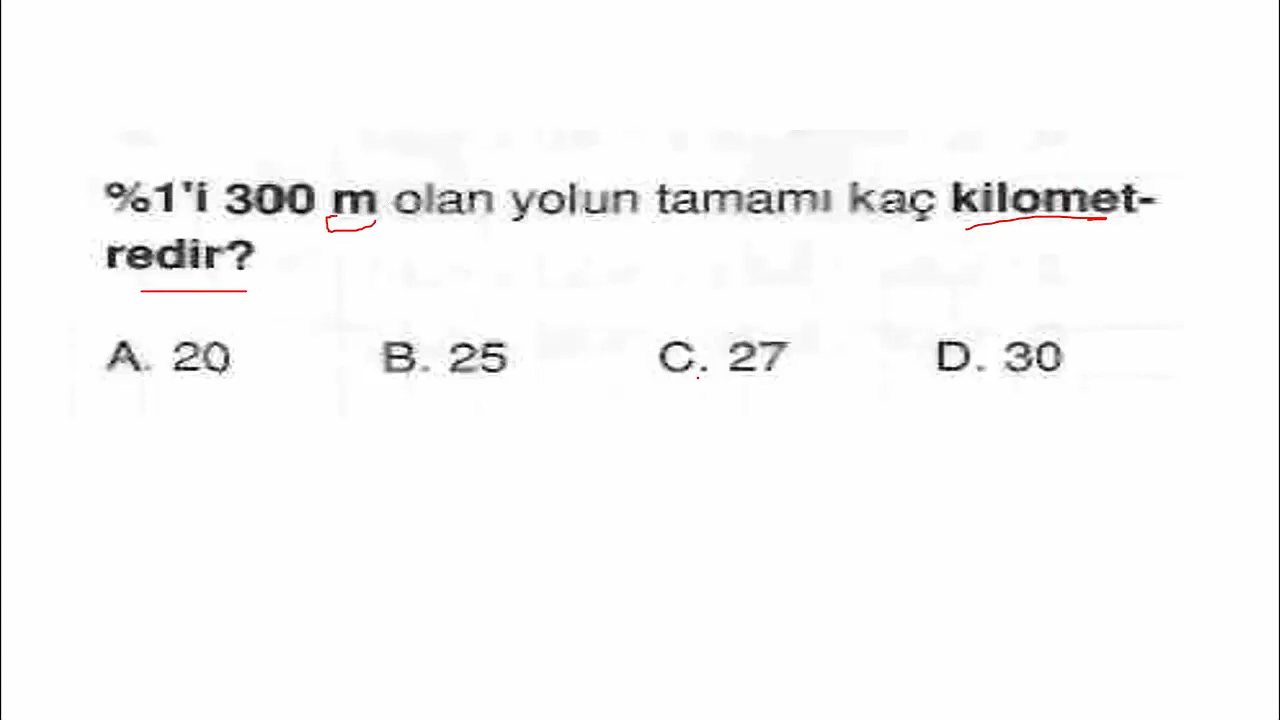 %1'i 300 m olan yolun tamamı kaç kilomet-
redir?
A. 20 B. 25 C. 27 D. 30